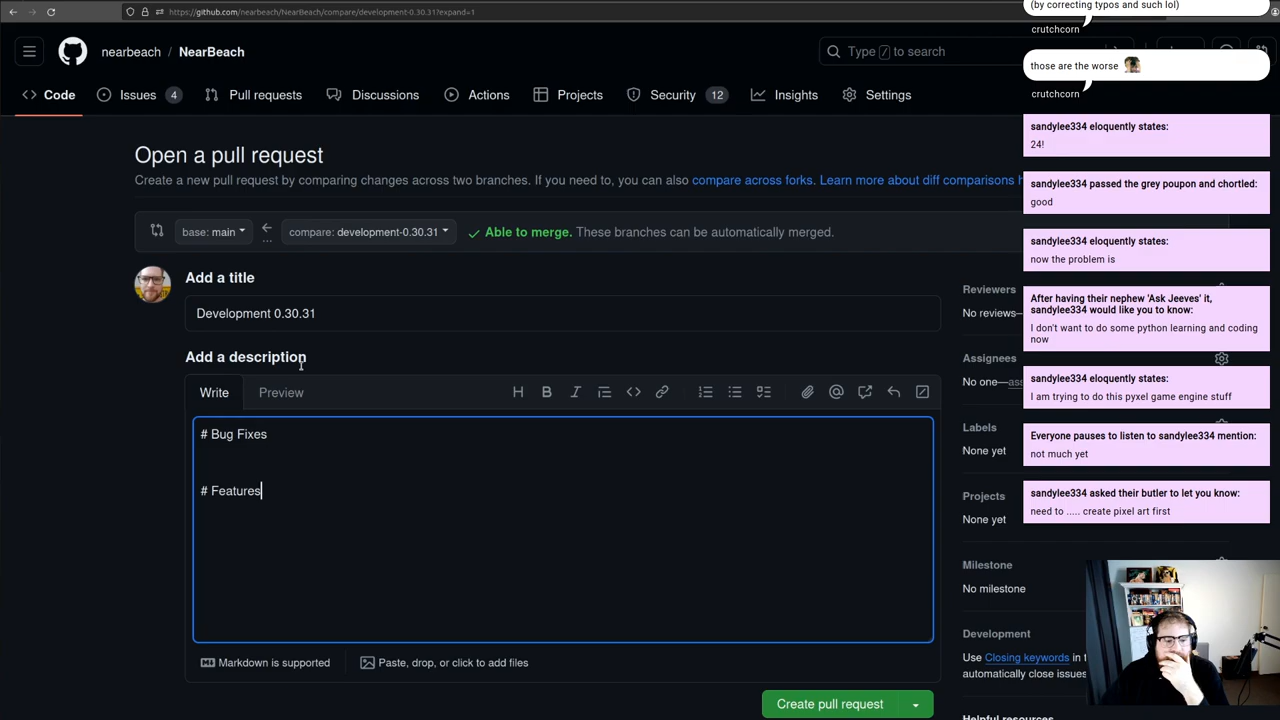 https://github.com/nearbeach/NearBeach/compare/development-0.30.31?expand=1
nearbeach / NearBeach
Type / to search
Code
Issues 4
Pull requests
Discussions
Actions
Projects
Security 12
Insights
Settings
Open a pull request
Create a new pull request by comparing changes across two branches. If you need to, you can also compare across forks. Learn more about diff comparisons
base: main
...
compare: development-0.30.31
Able to merge. These branches can be automatically merged.
Add a title
Development 0.30.31
Add a description
Write
Preview
# Bug Fixes
# Features
Markdown is supported
Paste, drop, or click to add files
Create pull request
Reviewers
No reviews
Assignees
No one—
Labels
None yet
Projects
None yet
Milestone
No milestone
Development
Use Closing keywords in
automatically close issues
Helpful resources
(by correcting typos and such lol)
crutchcorn
those are the worse
crutchcorn
sandylee334 eloquently states:
24!
sandylee334 passed the grey poupon and chortled:
good
sandylee334 eloquently states:
now the problem is
After having their nephew 'Ask Jeeves' it,
sandylee334 would like you to know:
I don't want to do some python learning and coding
now
sandylee334 eloquently states:
I am trying to do this pyxel game engine stuff
Everyone pauses to listen to sandylee334 mention:
not much yet
sandylee334 asked their butler to let you know:
need to ..... create pixel art first